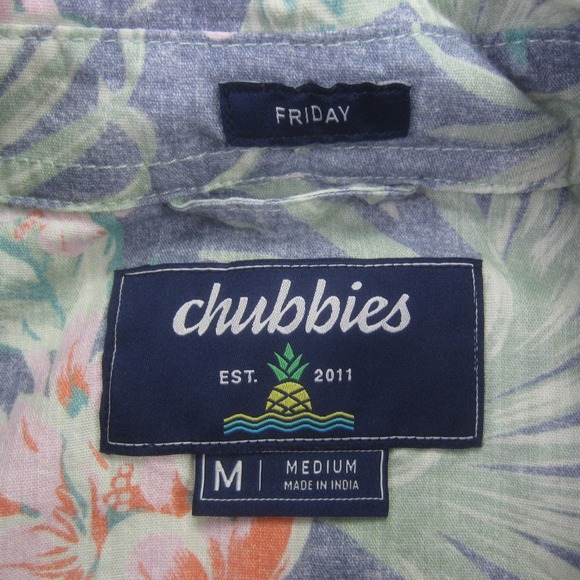 FRIDAY
chubbies
EST. 2011
M | MEDIUM
MADE IN INDIA